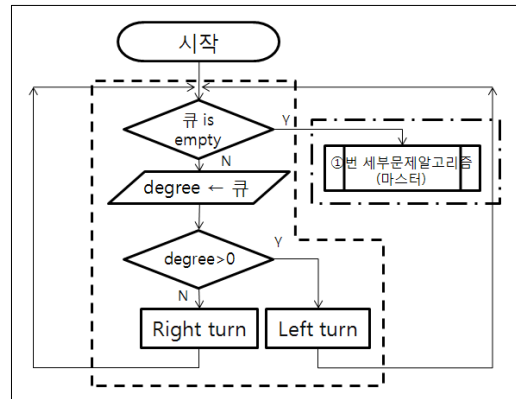 시작
큐 is
empty
Y
①번 세부문제알고리즘
(마스터)
N
degree ← 큐
degree>0
Y
N
Right turn
Left turn